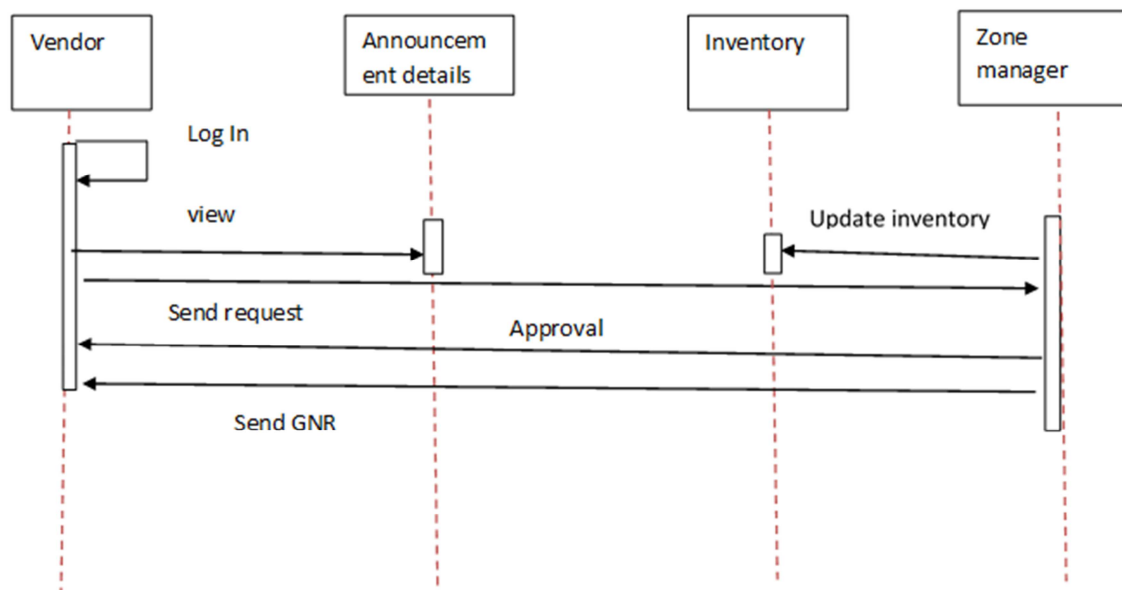 Vendor
Announcem
ent details
Inventory
Zone
manager
Log In
view
Update inventory
Send request
Approval
Send GNR